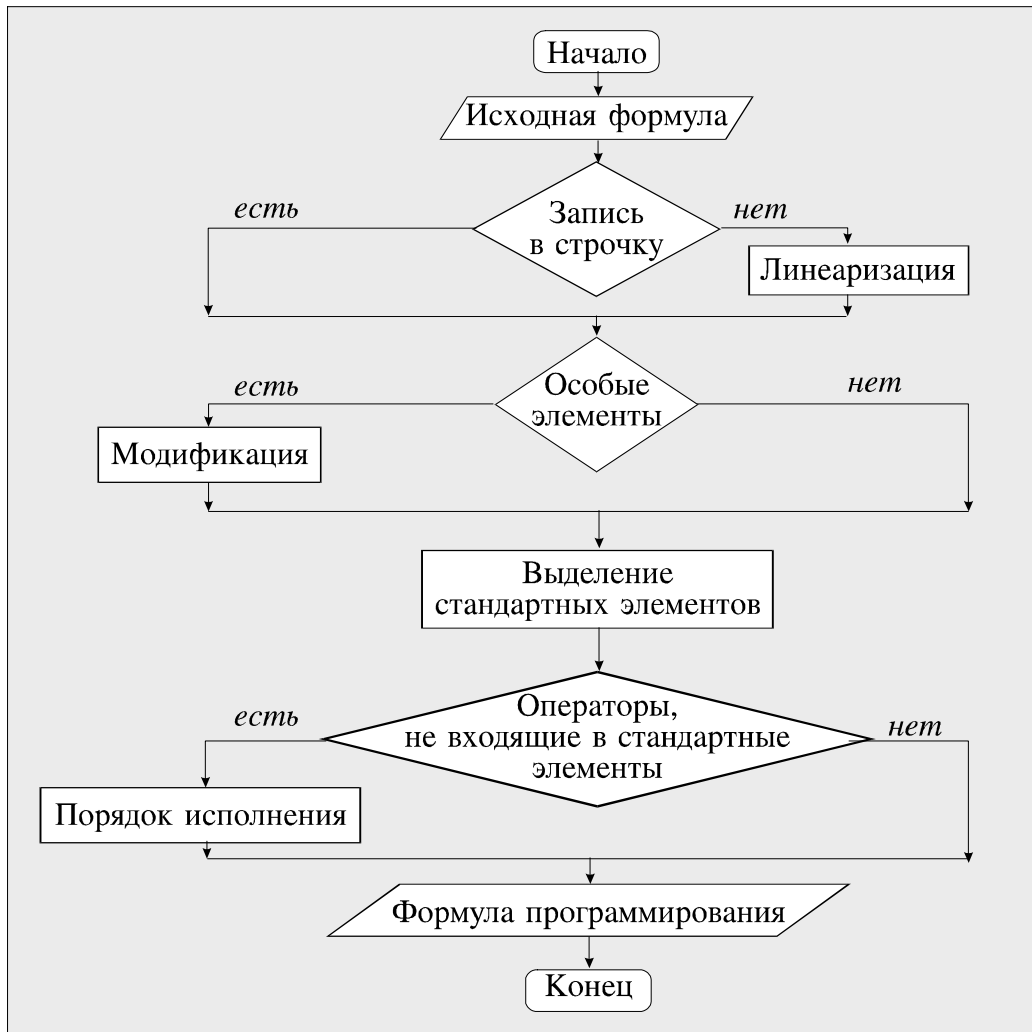 Начало
Исходная формула
есть
Запись
в строчку
нет
Линеаризация
есть
Особые
элементы
нет
Модификация
Выделение
стандартных элементов
есть
Операторы,
не входящие в стандартные
элементы
нет
Порядок исполнения
Формула программирования
Конец